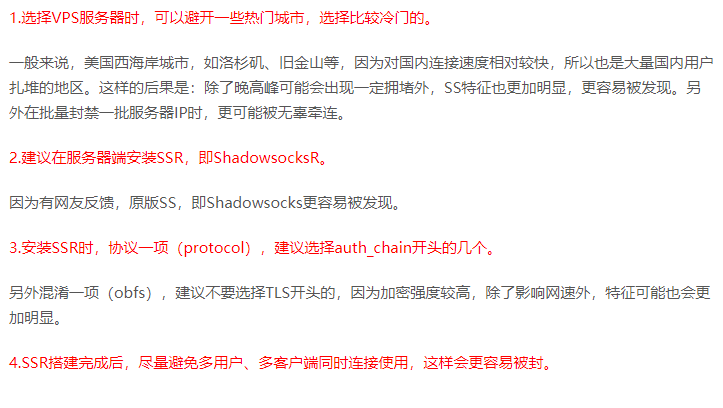 1.选择VPS服务器时，可以避开一些热门城市，选择比较冷门的。
一般来说，美国西海岸城市，如洛杉矶、旧金山等，因为对国内连接速度相对较快，所以也是大量国内用户
扎堆的地区。这样的后果是：除了晚高峰可能会出现一定拥堵外，SS特征也更加明显，更容易被发现。另
外在批量封禁一批服务器IP时，更可能被无辜牵连。
2.建议在服务器端安装SSR，即ShadowsocksR。
因为有网友反馈，原版SS，即Shadowsocks更容易被发现。
3.安装SSR时，协议一项（protocol），建议选择auth_chain开头的几个。
另外混淆一项（obfs），建议不要选择TLS开头的，因为加密强度较高，除了影响网速外，特征可能也会更
加明显。
4.SSR搭建完成后，尽量避免多用户、多客户端同时连接使用，这样会更容易被封。